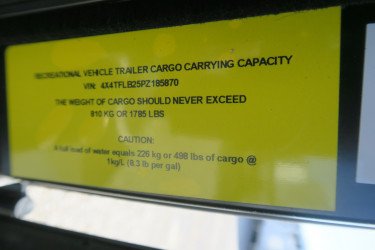 RECREATIONAL VEHICLE TRAILER CARGO CARRYING CAPACITY
VIN: 4X4TFLB25PZ185870
THE WEIGHT OF CARGO SHOULD NEVER EXCEED
810 KG OR 1785 LBS
CAUTION:
A full load of water equals 226 kg or 498 lbs of cargo @
1kg/L (8.3 lb per gal)